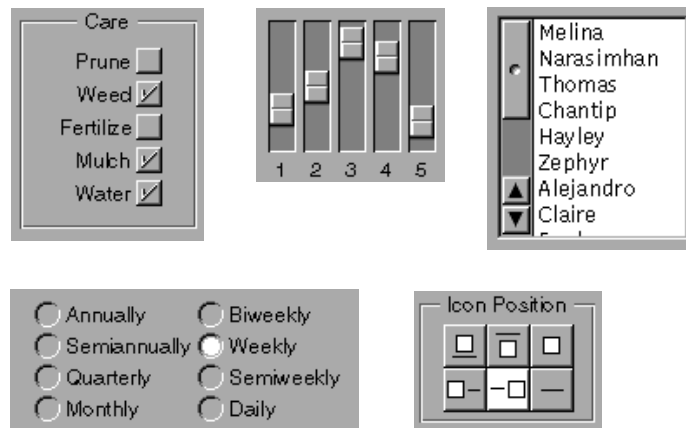 Care
Prune
Weed
Fertilize
Mulch
Water
1 2 3 4 5
Melina
Narasimhan
Thomas
Chantip
Hayley
Zephyr
Alejandro
Claire
Annually
Biweekly
Semiannually
Weekly
Quarterly
Semiweekly
Monthly
Daily
Icon Position